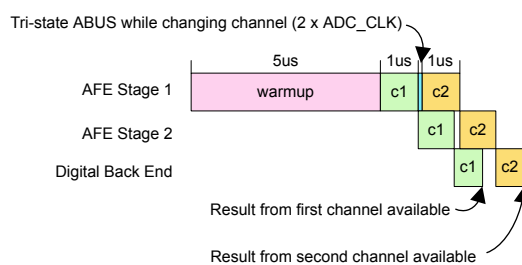 Tri-state ABUS while changing channel (2 x ADC_CLK)
5us 1us 1us
AFE Stage 1 warmup c1 c2
AFE Stage 2 c1 c2
Digital Back End c1 c2
Result from first channel available
Result from second channel available